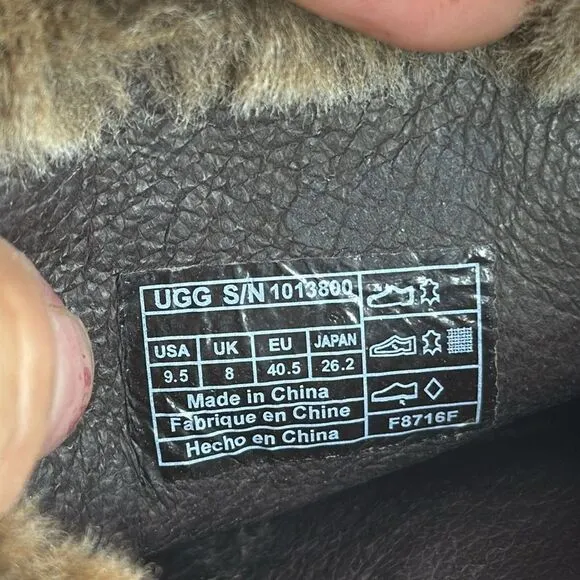 UGG S/N 1013800
USA UK EU JAPAN
9.5 8 40.5 26.2
Made in China
Fabrique en Chine
Hecho en China
F8716F